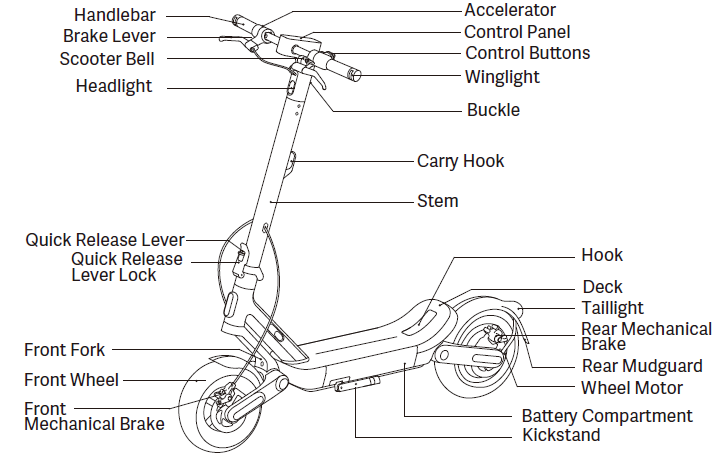 Handlebar
Brake Lever
Scooter Bell
Headlight
Accelerator
Control Panel
Control Buttons
Winglight
Buckle
Carry Hook
Stem
Quick Release Lever
Quick Release
Lever Lock
Front Fork
Front Wheel
Front
Mechanical Brake
Hook
Deck
Taillight
Rear Mechanical
Brake
Rear Mudguard
Wheel Motor
Battery Compartment
Kickstand